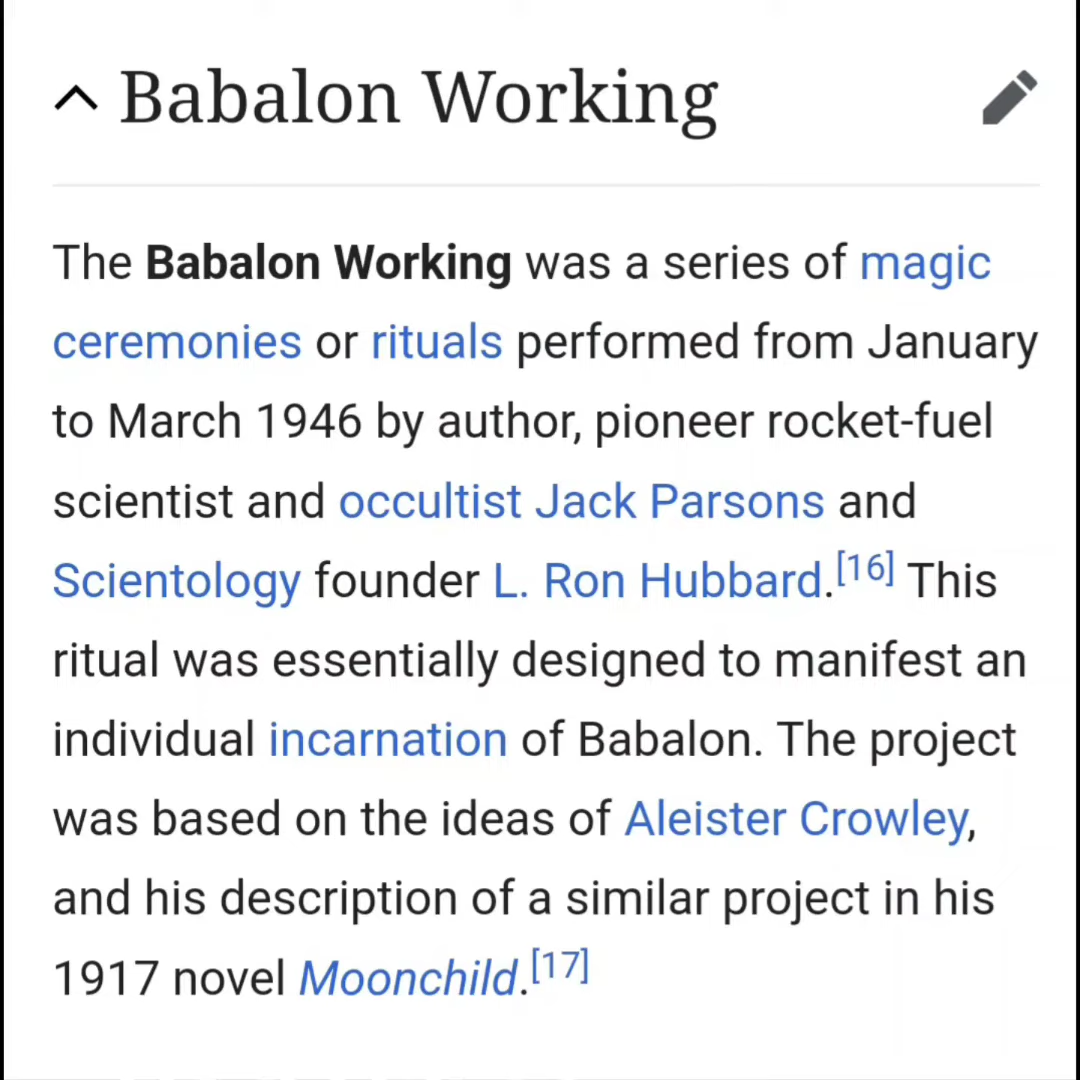 Babalon Working
The Babalon Working was a series of magic
ceremonies or rituals performed from January
to March 1946 by author, pioneer rocket-fuel
scientist and occultist Jack Parsons and
Scientology founder L. Ron Hubbard.[16] This
ritual was essentially designed to manifest an
individual incarnation of Babalon. The project
was based on the ideas of Aleister Crowley,
and his description of a similar project in his
1917 novel Moonchild.[17]